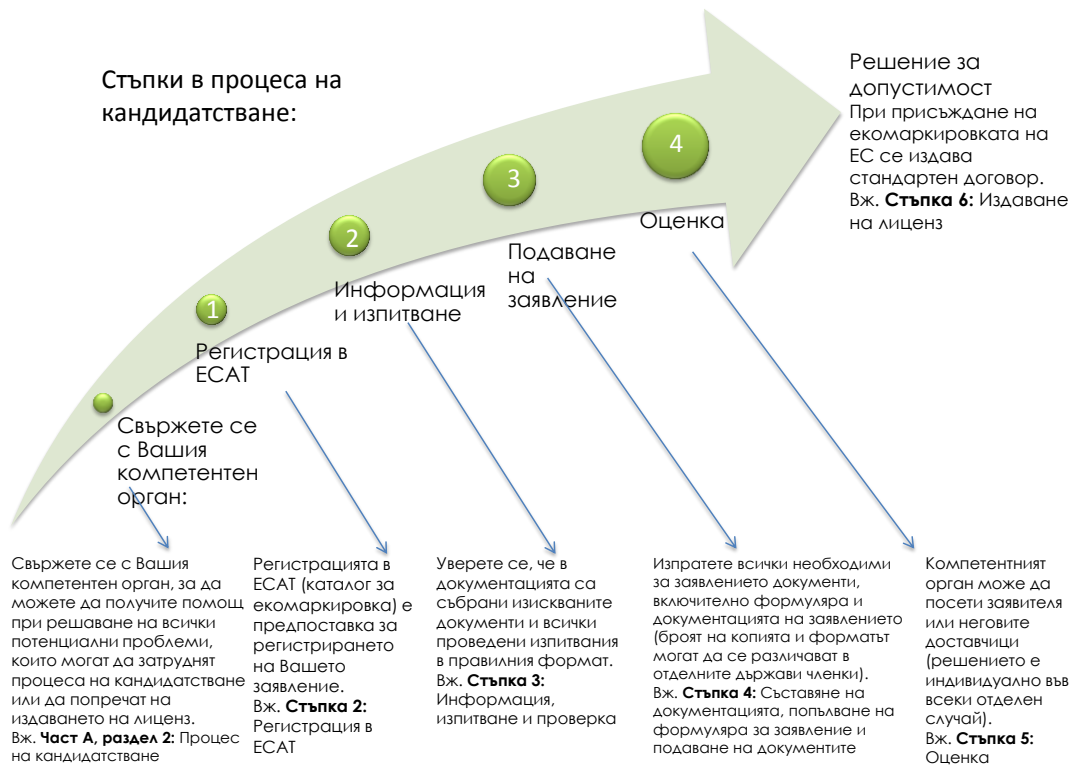 Стъпки в процеса на
кандидатстване:
Решение за
допустимост
При присъждане на
екомаркировката на
ЕС се издава
стандартен договор.
Вж. Стъпка 6: Издаване
на лиценз
4
Оценка
3
Подаване
на
заявление
2
Информация
и изпитване
1
Регистрация в
ECAT
Свържете се
с Вашия
компетентен
орган:
Свържете се с Вашия
компетентен орган, за да
можете да получите помощ
при решаване на всички
потенциални проблеми,
които могат да затруднят
процеса на кандидатстване
или да попречат на
издаването на лиценз.
Вж. Част A, раздел 2: Процес
на кандидатстване
Регистрацията в
ECAT (каталог за
екомаркировка) е
предпоставка за
регистрирането
на Вашето
заявление.
Вж. Стъпка 2:
Регистрация в
ECAT
Уверете се, че в
документацията са
събрани изискваните
документи и всички
проведени изпитвания
в правилния формат.
Вж. Стъпка 3:
Информация,
изпитване и проверка
Изпратете всички необходими
за заявлението документи,
включително формуляра и
документацията на заявлението
(броят на копията и форматът
могат да се различават в
отделните държави членки).
Вж. Стъпка 4: Съставяне на
документацията, попълване на
формуляра за заявление и
подаване на документите
Компетентният
орган може да
посети заявителя
или неговите
доставчици
(решението е
индивидуално във
всеки отделен
случай).
Вж. Стъпка 5:
Оценка